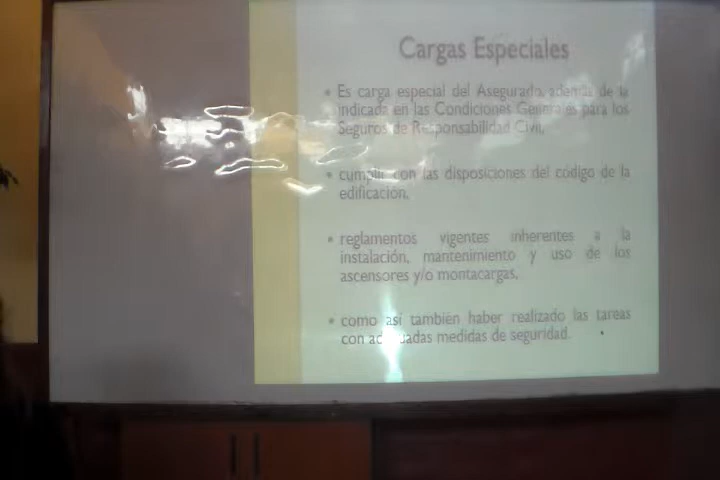 Cargas Especiales
• Es carga especial del Asegurado, además de la
indicada en las Condiciones Generales para los
Seguros de Responsabilidad Civil,
• cumplir con las disposiciones del código de la
edificación,
• reglamentos vigentes inherentes a la
instalación, mantenimiento y uso de los
ascensores y/o montacargas,
• como así también haber realizado las tareas
con adecuadas medidas de seguridad.